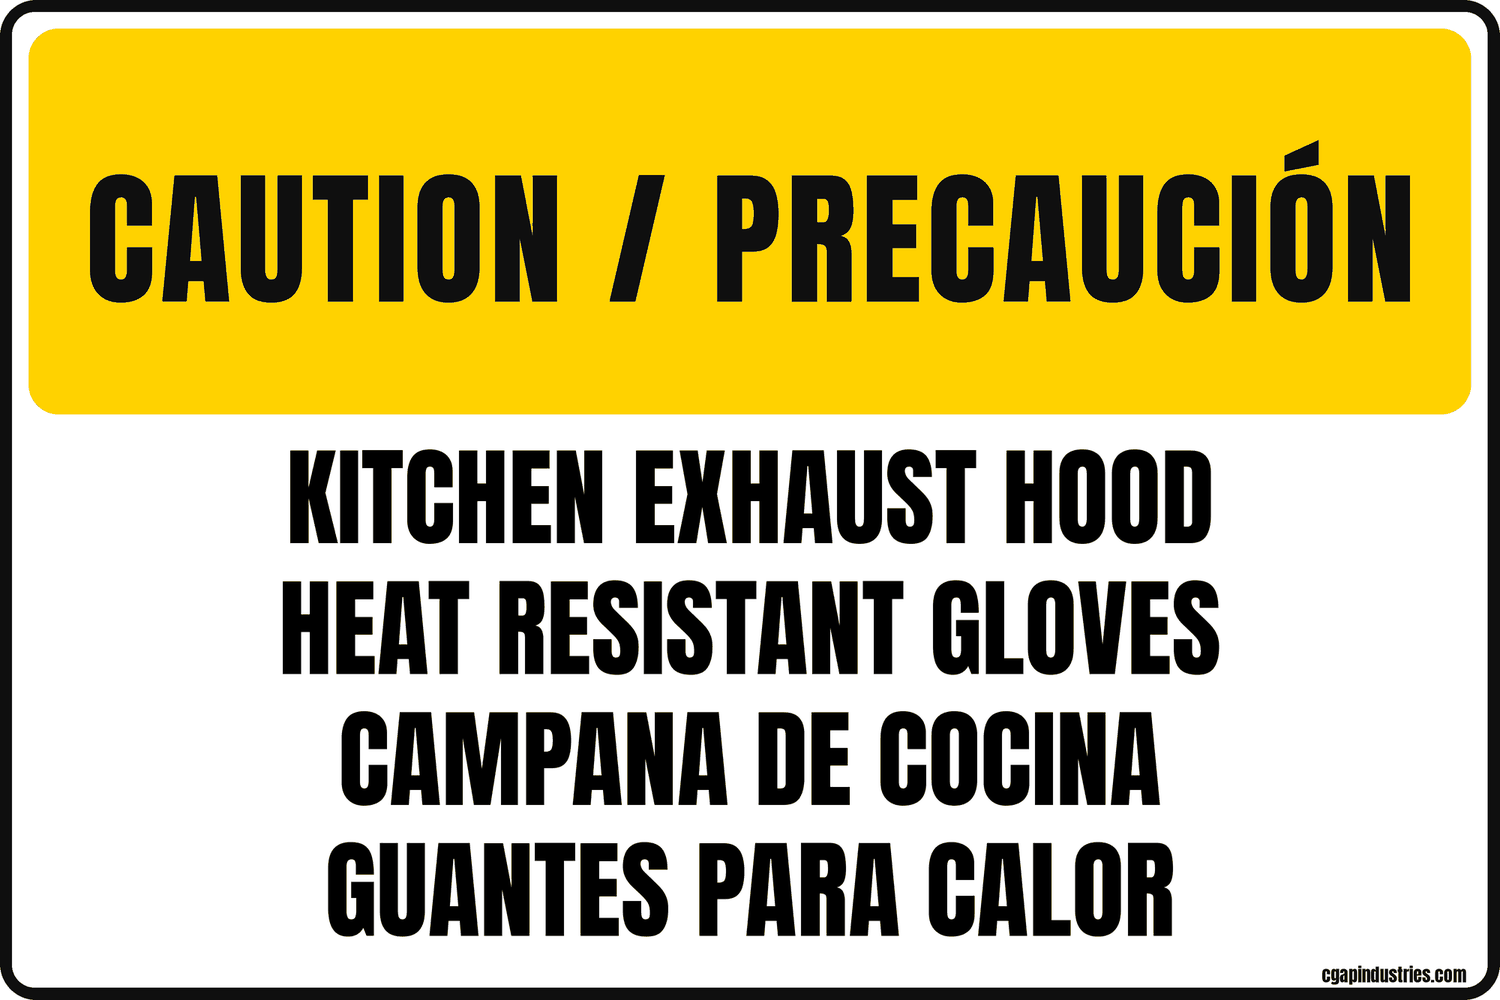 CAUTION / PRECAUCIÓN
KITCHEN EXHAUST HOOD
HEAT RESISTANT GLOVES
CAMPANA DE COCINA
GUANTES PARA CALOR
cgapindustries.com